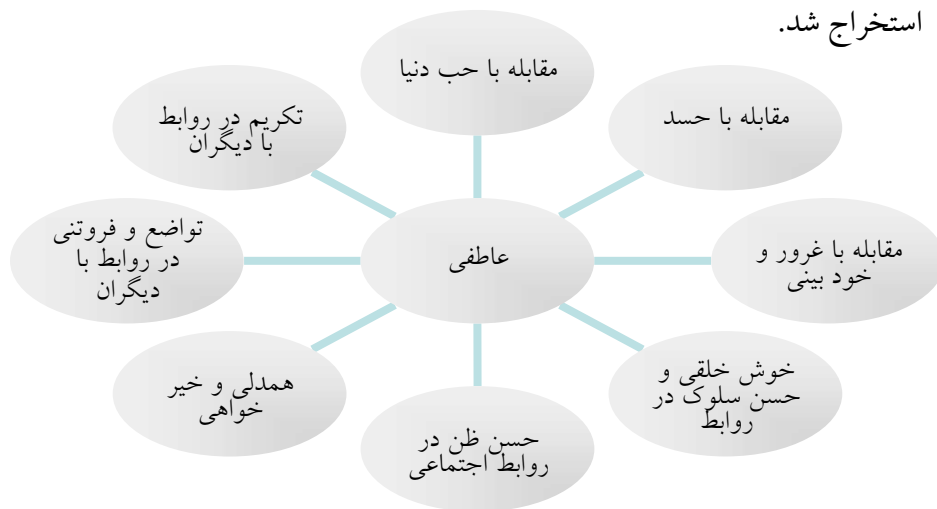 استخراج شد.
مقابله با حب دنیا
مقابله با حسد
مقابله با غرور و
خود بینی
خوش خلقی و
حسن سلوک در
روابط
حسن ظن در
روابط اجتماعی
همدلی و خیر
خواهی
تواضع و فروتنی
در روابط با
دیگران
تکریم در روابط
با دیگران
عاطفی